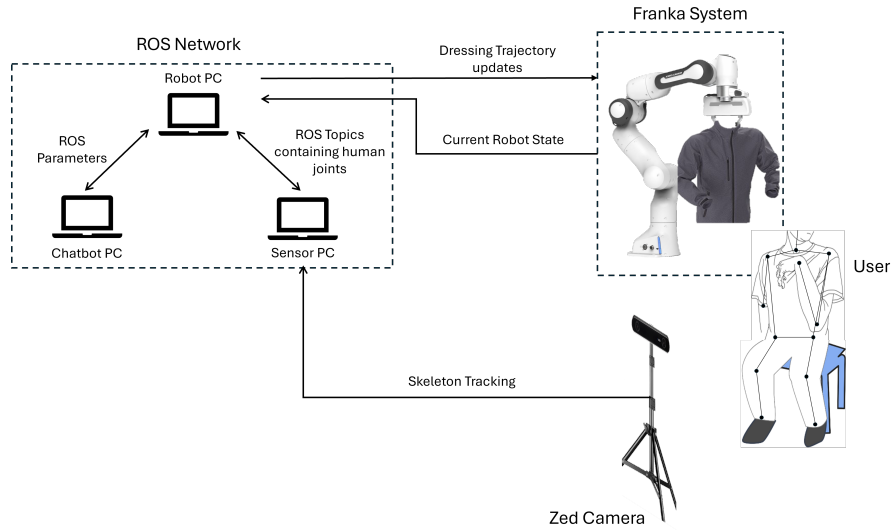 Franka System
ROS Network
Robot PC
Dressing Trajectory
updates
ROS
Parameters
ROS Topics
containing human
joints
Current Robot State
Chatbot PC
Sensor PC
User
Skeleton Tracking
Zed Camera